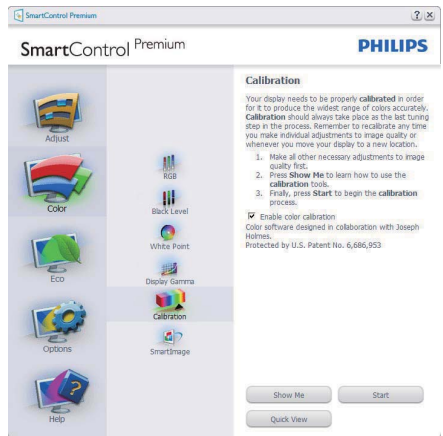 SmartControl Premium
? ×
SmartControl Premium
PHILIPS
Adjust
Color
Eco
Options
Help
RGB
Black Level
White Point
Display Gamma
Calibration
SmartImage
Calibration
Your display needs to be properly calibrated in order
for it to produce the widest range of colors accurately.
Calibration should always take place as the last tuning
step in the process. Remember to recalibrate any time
you make individual adjustments to image quality or
whenever you move your display to a new location.
1. Make all other necessary adjustments to image
quality first.
2. Press Show Me to learn how to use the
calibration tools.
3. Finally, press Start to begin the calibration
process.
Enable color calibration
Color software designed in collaboration with Joseph
Holmes.
Protected by U.S. Patent No. 6,686,953
Show Me
Start
Quick View